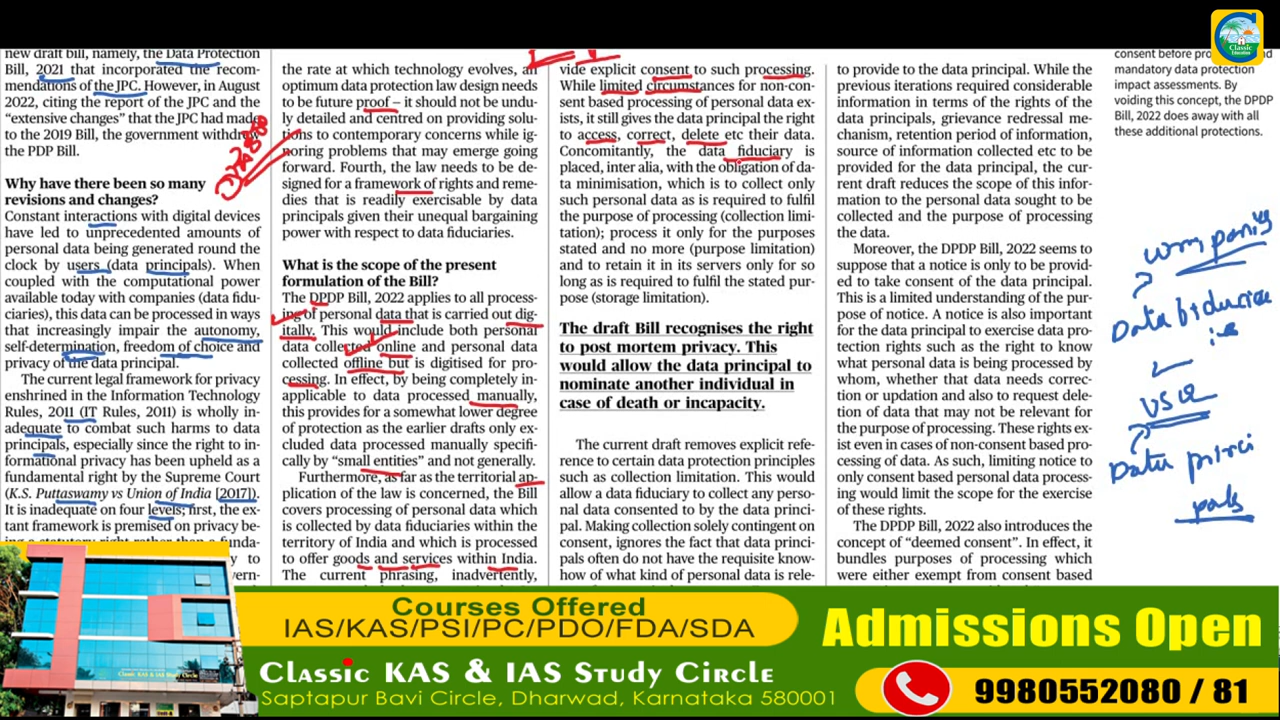 new draft bill, namely, the Data Protection
Bill, 2021 that incorporated the recom-
mendations of the JPC. However, in August
2022, citing the report of the JPC and the
“extensive changes” that the JPC had made
to the 2019 Bill, the government withdrew
the PDP Bill.
Why have there been so many
revisions and changes?
Constant interactions with digital devices
have led to unprecedented amounts of
personal data being generated round the
clock by users (data principals). When
coupled with the computational power
available today with companies (data fidu-
ciaries), this data can be processed in ways
that increasingly impair the autonomy,
self-determination, freedom of choice and
privacy of the data principal.
The current legal framework for privacy
enshrined in the Information Technology
Rules, 2011 (IT Rules, 2011) is wholly in-
adequate to combat such harms to data
principals, especially since the right to in-
formational privacy has been upheld as a
fundamental right by the Supreme Court
(K.S. Puttaswamy vs Union of India [2017]).
It is inadequate on four levels; first, the ex-
tant framework is premised on privacy be-
ing a statutory right rather than a funda-
the rate at which technology evolves, an
optimum data protection law design needs
to be future proof — it should not be undu-
ly detailed and centred on providing solu-
tions to contemporary concerns while ig-
noring problems that may emerge going
forward. Fourth, the law needs to be de-
signed for a framework of rights and reme-
dies that is readily exercisable by data
principals given their unequal bargaining
power with respect to data fiduciaries.
What is the scope of the present
formulation of the Bill?
The DPDP Bill, 2022 applies to all process-
ing of personal data that is carried out dig-
itally. This would include both personal
data collected online and personal data
collected offline but is digitised for pro-
cessing. In effect, by being completely in-
applicable to data processed manually,
this provides for a somewhat lower degree
of protection as the earlier drafts only ex-
cluded data processed manually specifi-
cally by “small entities” and not generally.
Furthermore, as far as the territorial ap-
plication of the law is concerned, the Bill
covers processing of personal data which
is collected by data fiduciaries within the
territory of India and which is processed
to offer goods and services within India.
The current phrasing, inadvertently,
vide explicit consent to such processing.
While limited circumstances for non-con-
sent based processing of personal data ex-
ists, it still gives the data principal the right
to access, correct, delete etc their data.
Concomitantly, the data fiduciary is
placed, inter alia, with the obligation of da-
ta minimisation, which is to collect only
such personal data as is required to fulfil
the purpose of processing (collection limi-
tation); process it only for the purposes
stated and no more (purpose limitation)
and to retain it in its servers only for so
long as is required to fulfil the stated pur-
pose (storage limitation).
The draft Bill recognises the right
to post mortem privacy. This
would allow the data principal to
nominate another individual in
case of death or incapacity.
The current draft removes explicit refe-
rence to certain data protection principles
such as collection limitation. This would
allow a data fiduciary to collect any perso-
nal data consented to by the data princi-
pal. Making collection solely contingent on
consent, ignores the fact that data princi-
pals often do not have the requisite know-
how of what kind of personal data is rele-
to provide to the data principal. While the
previous iterations required considerable
information in terms of the rights of the
data principals, grievance redressal me-
chanism, retention period of information,
source of information collected etc to be
provided for the data principal, the cur-
rent draft reduces the scope of this infor-
mation to the personal data sought to be
collected and the purpose of processing
the data.
Moreover, the DPDP Bill, 2022 seems to
suppose that a notice is only to be provid-
ed to take consent of the data principal.
This is a limited understanding of the pur-
pose of notice. A notice is also important
for the data principal to exercise data pro-
tection rights such as the right to know
what personal data is being processed by
whom, whether that data needs correc-
tion or updation and also to request dele-
tion of data that may not be relevant for
the purpose of processing. These rights ex-
ist even in cases of non-consent based pro-
cessing of data. As such, limiting notice to
only consent based personal data process-
ing would limit the scope for the exercise
of these rights.
The DPDP Bill, 2022 also introduces the
concept of “deemed consent”. In effect, it
bundles purposes of processing which
were either exempt from consent based
consent before
mandatory data protection
impact assessments. By
voiding this concept, the DPDP
Bill, 2022 does away with all
these additional protections.
Data princi
pals
Classic
Education
Courses Offered
IAS/KAS/PSI/PC/PDO/FDA/SDA
Classic KAS & IAS Study Circle
Saptapur Bavi Circle, Dharwad, Karnataka 580001
Admissions Open
9980552080 / 81